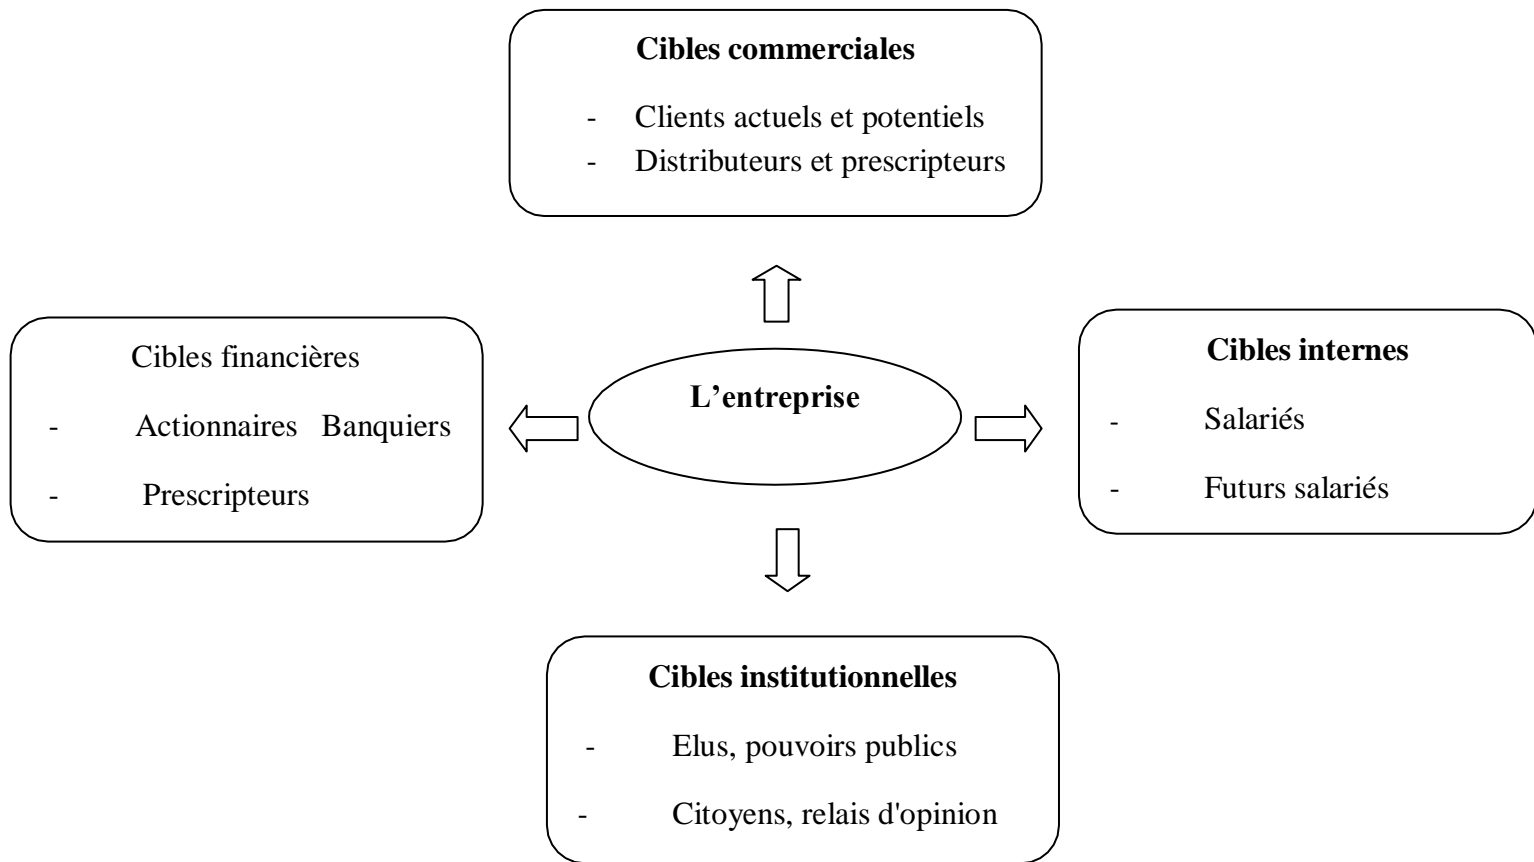 Cibles commerciales
- Clients actuels et potentiels
- Distributeurs et prescripteurs
Cibles financières
- Actionnaires Banquiers
- Prescripteurs
L’entreprise
Cibles internes
- Salariés
- Futurs salariés
Cibles institutionnelles
- Elus, pouvoirs publics
- Citoyens, relais d'opinion